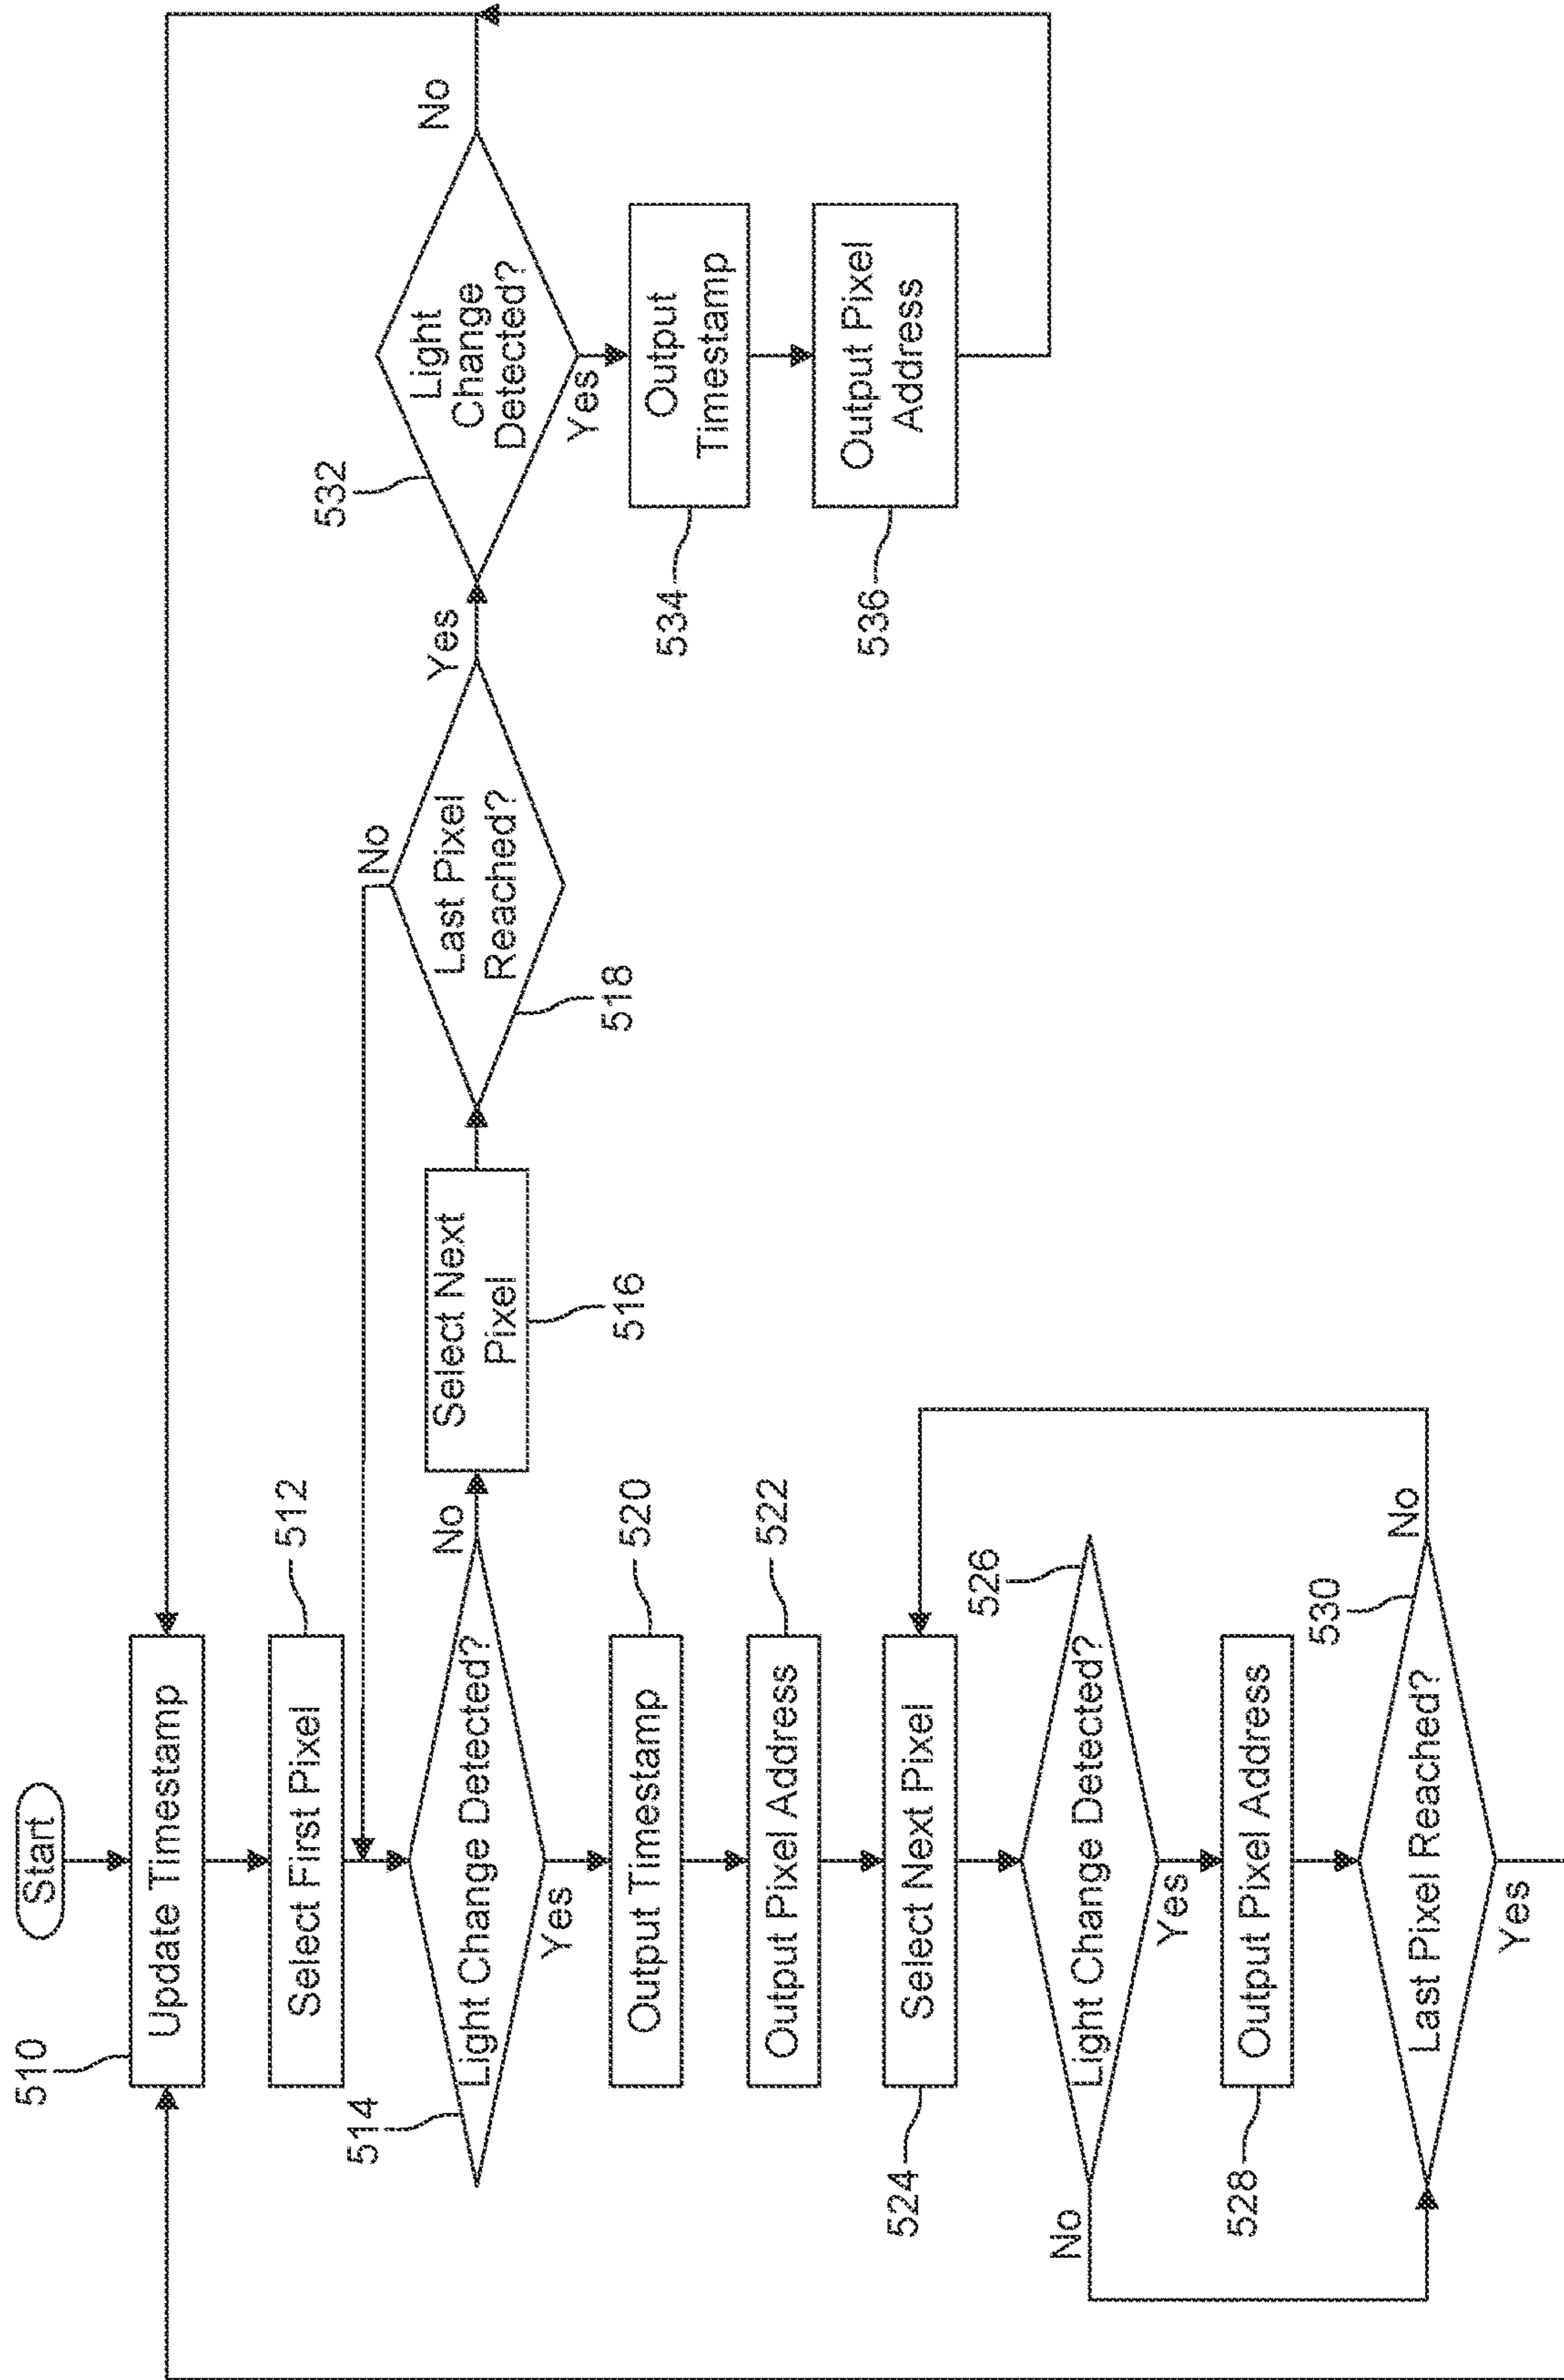 Start
510
Update Timestamp
Select First Pixel
512
514
Light Change Detected?
No
Yes
Select Next
Pixel
516
No
Last Pixel
Reached?
518
Yes
532
Light
Change
Detected?
No
Yes
Output
Timestamp
534
Output Pixel
Address
536
Output Timestamp
520
Output Pixel Address
522
Select Next Pixel
524
Light Change Detected?
526
No
Yes
Output Pixel Address
528
Last Pixel Reached?
530
No
Yes